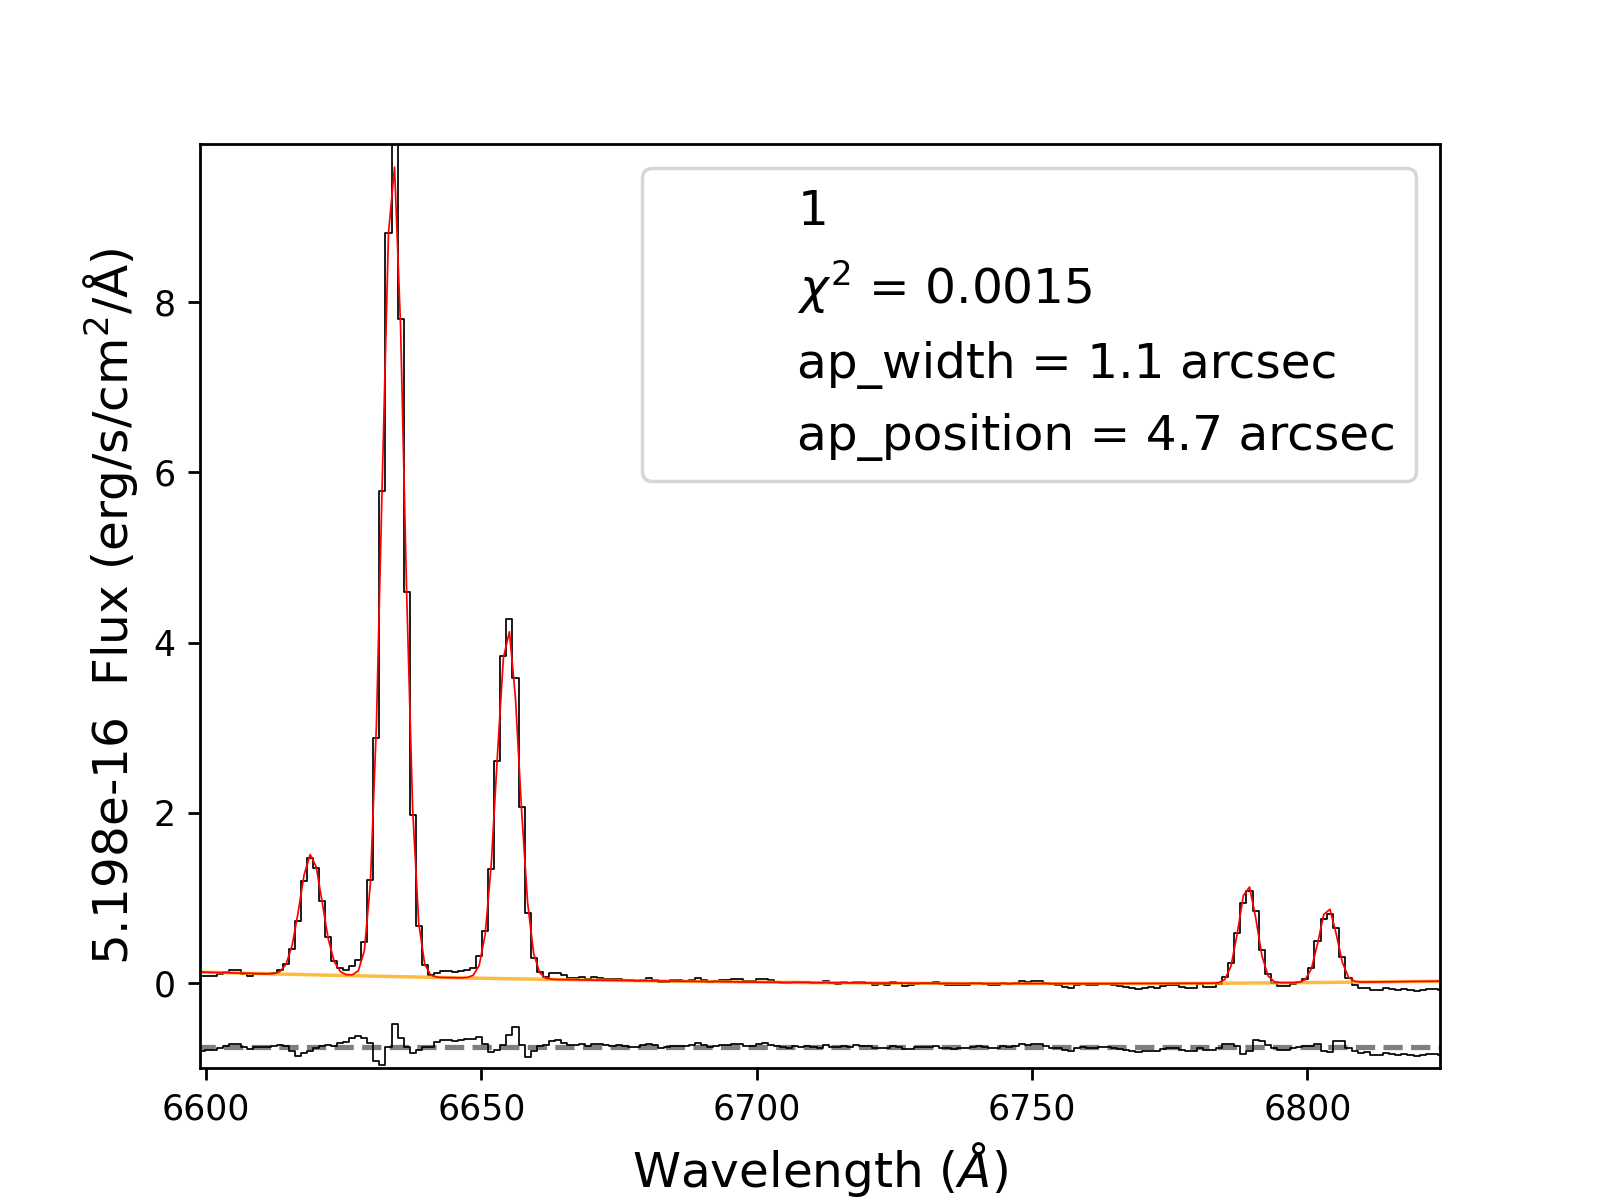 1
χ² = 0.0015
ap_width = 1.1 arcsec
ap_position = 4.7 arcsec
5.198e-16 Flux (erg/s/cm²/Å)
8
6
4
2
0
6600 6650 6700 6750 6800
Wavelength (Å)